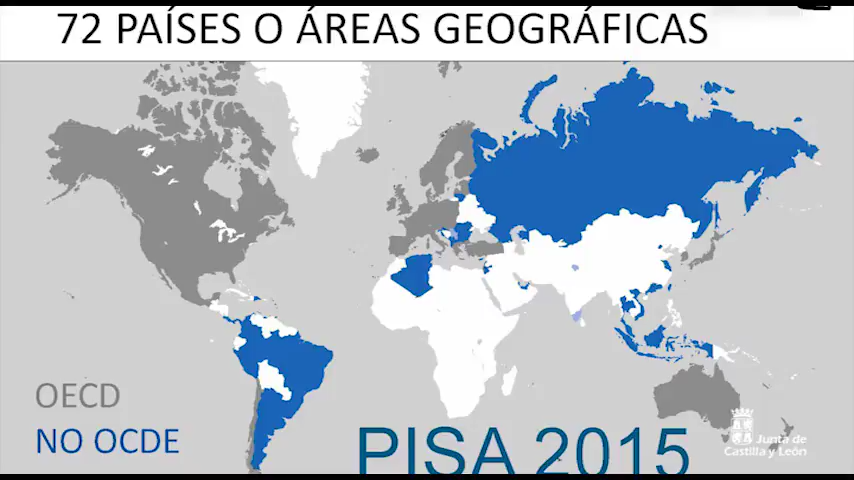 72 PAÍSES O ÁREAS GEOGRÁFICAS
OECD
NO OCDE
PISA 2015
Junta de
Castilla y León